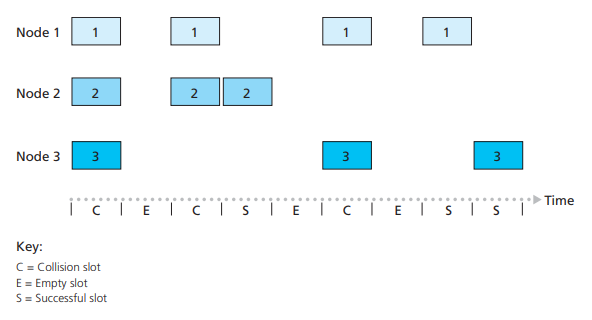 Node 1 1 1 1 1
Node 2 2 2 2
Node 3 3 3 3
Time
C E C S E C E S S
Key:
C = Collision slot
E = Empty slot
S = Successful slot